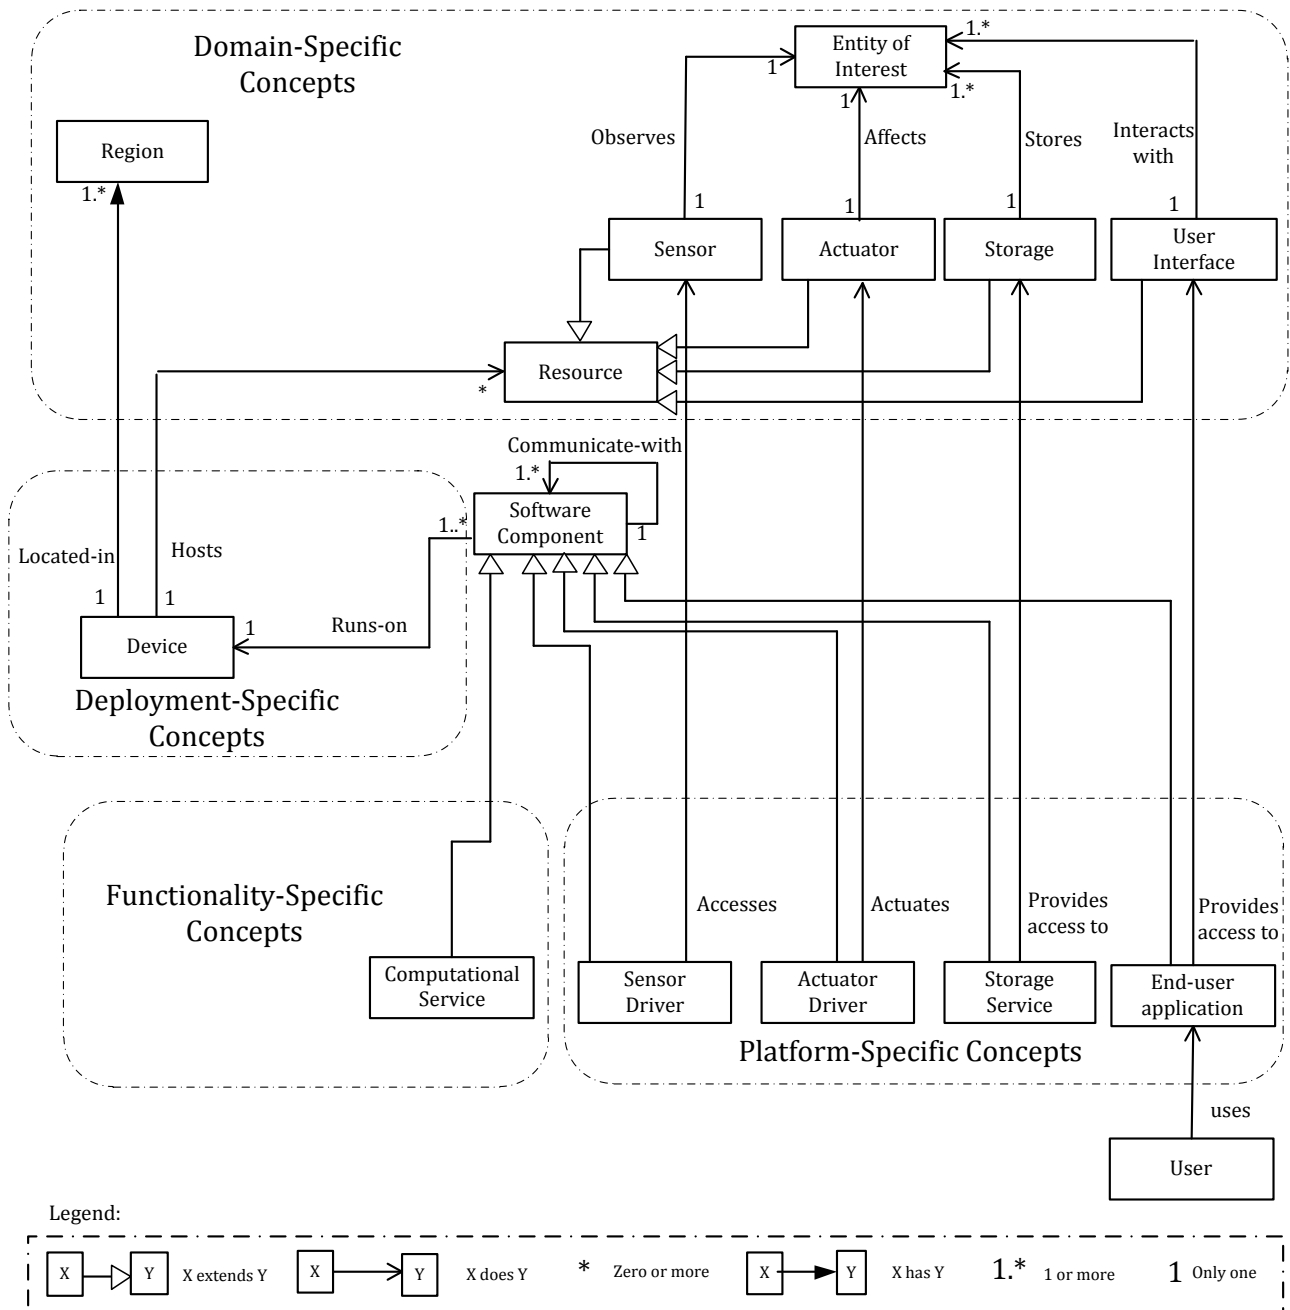 Domain-Specific
Concepts
Entity of
Interest
1.*
1
1
1.*
Region
1.*
Observes
Affects
Stores
Interacts
with
1
1
1
1
Sensor
Actuator
Storage
User
Interface
Resource
*
Communicate-with
1.*
Software
Component
1..*
1
Located-in
Hosts
1
1
1
Runs-on
Device
Deployment-Specific
Concepts
Functionality-Specific
Concepts
Computational
Service
Accesses
Actuates
Provides
access to
Provides
access to
Sensor
Driver
Actuator
Driver
Storage
Service
End-user
application
Platform-Specific Concepts
uses
User
Legend:
X Y X extends Y X Y X does Y * Zero or more X Y X has Y 1.* 1 or more 1 Only one